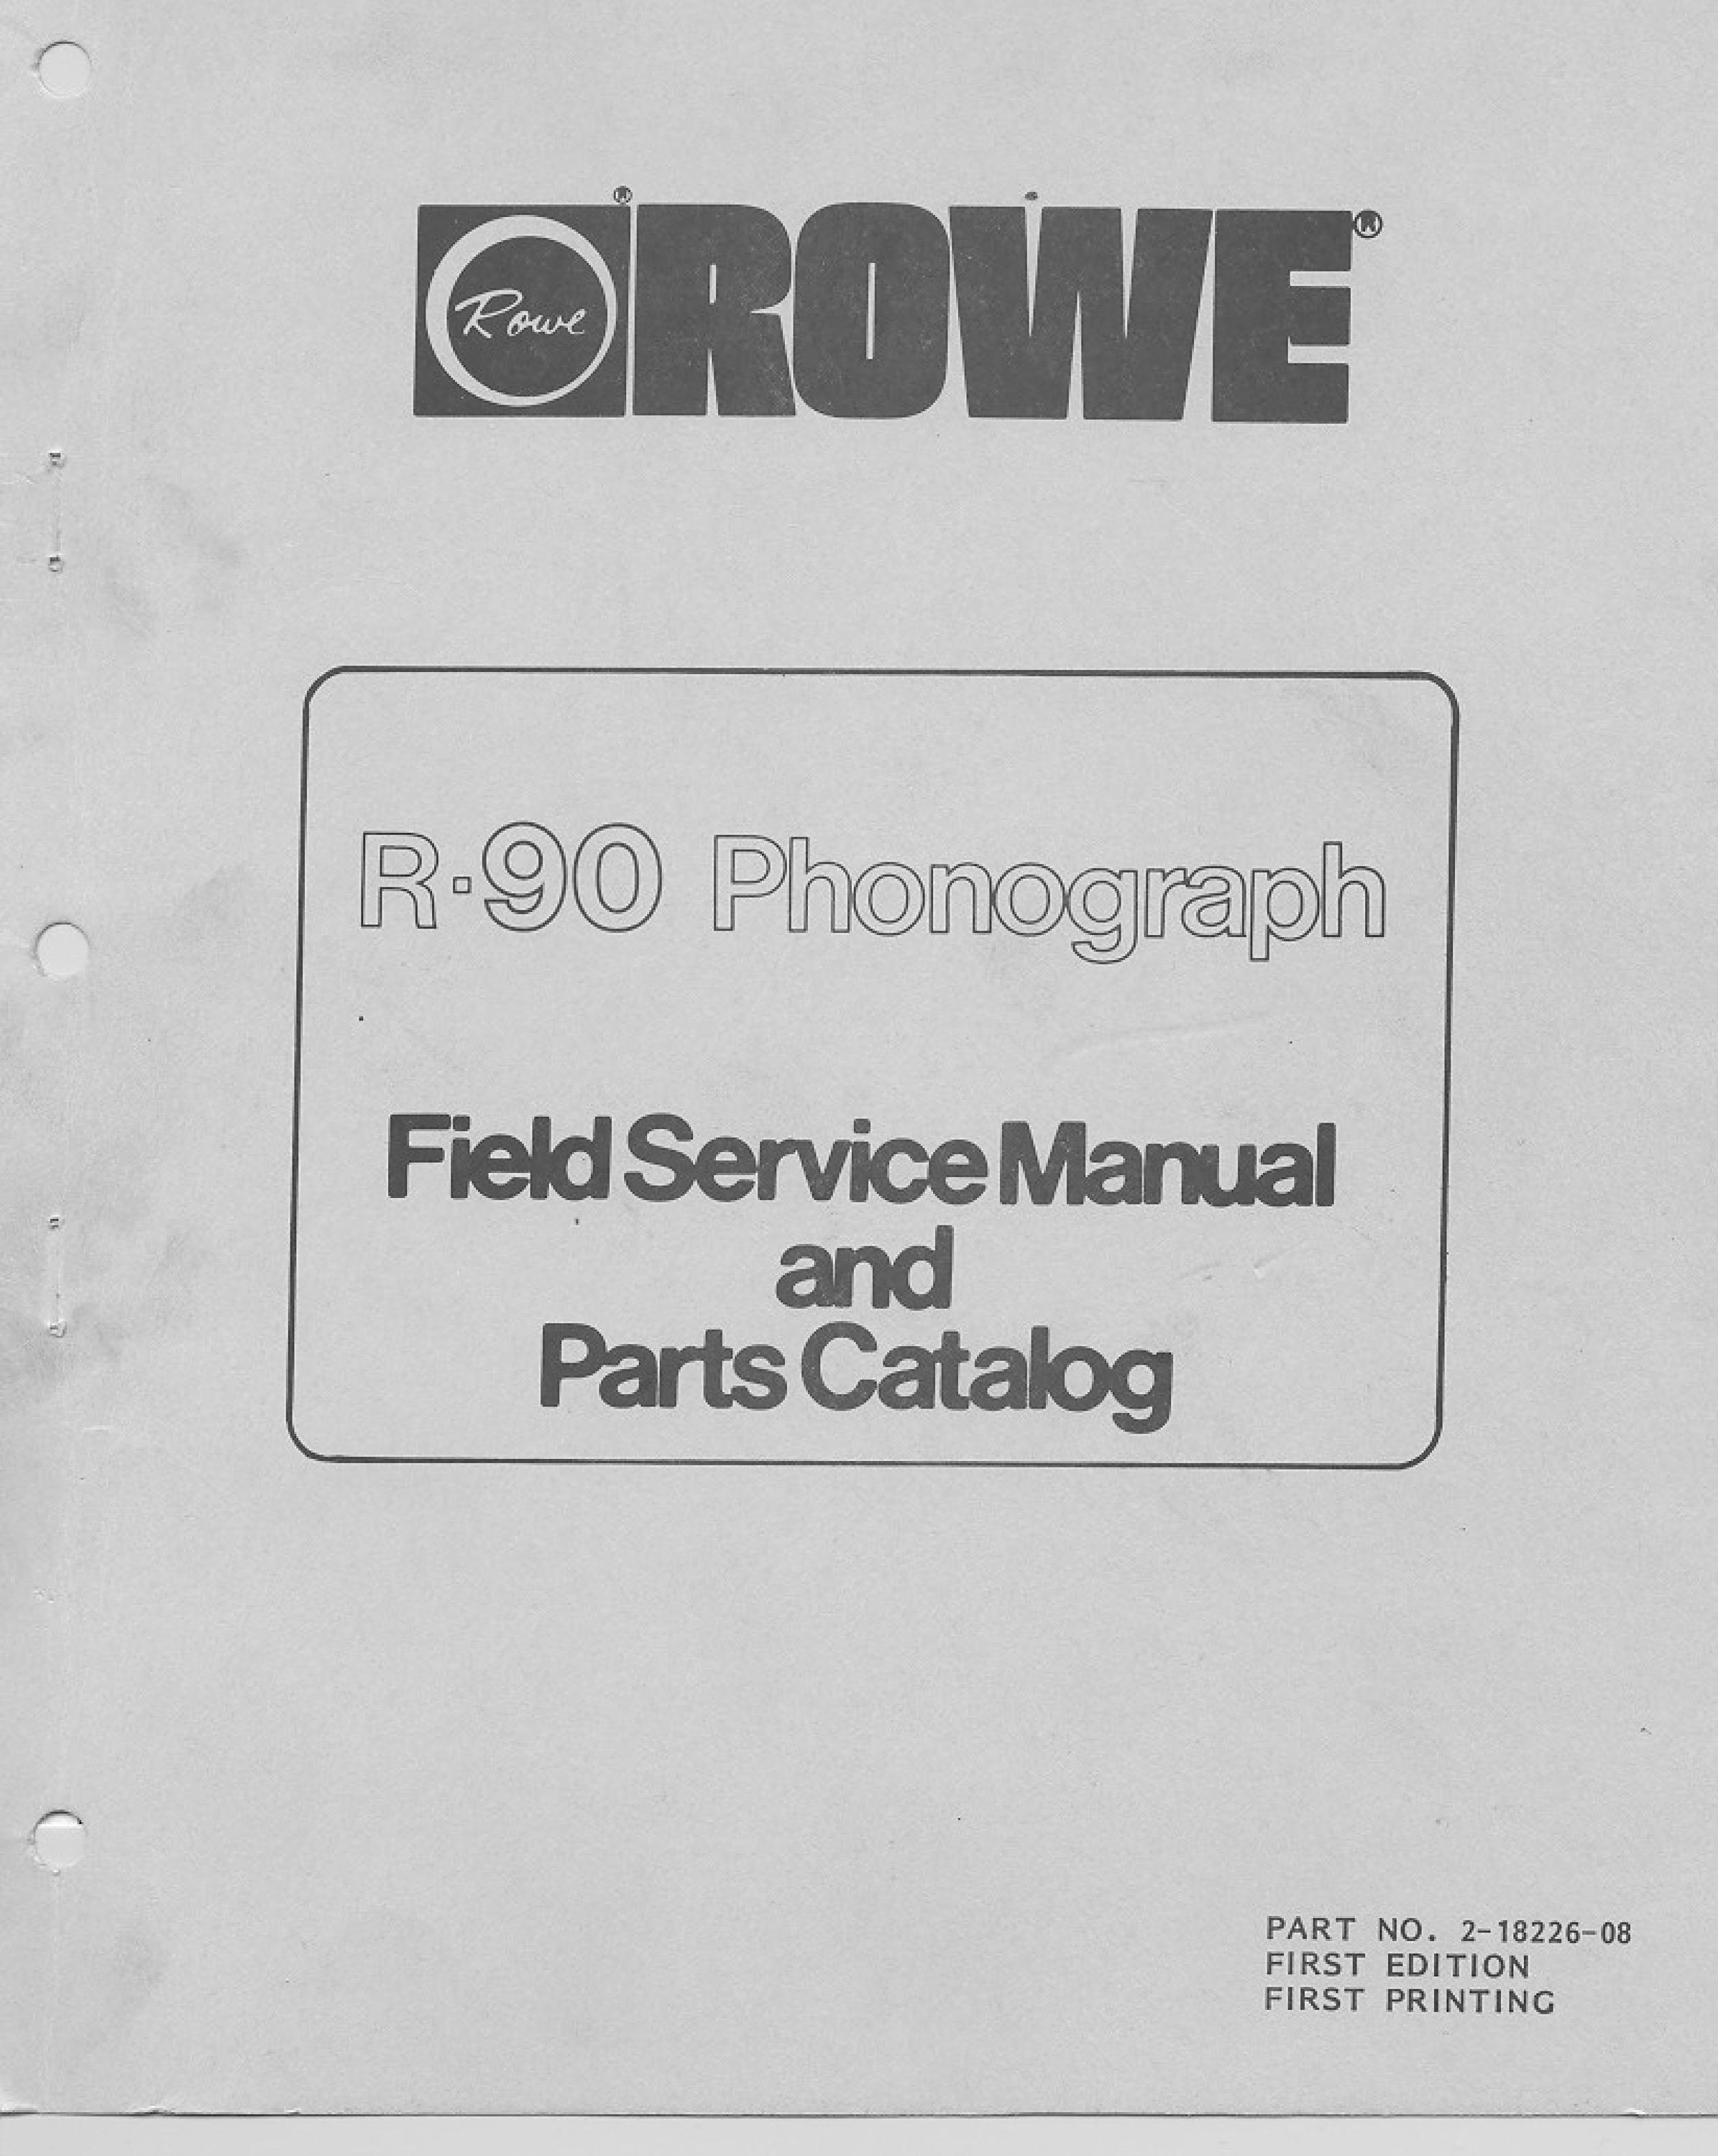 Rowe ® ROWE ®
R-90 Phonograph
Field Service Manual
and
Parts Catalog
PART NO. 2-18226-08
FIRST EDITION
FIRST PRINTING